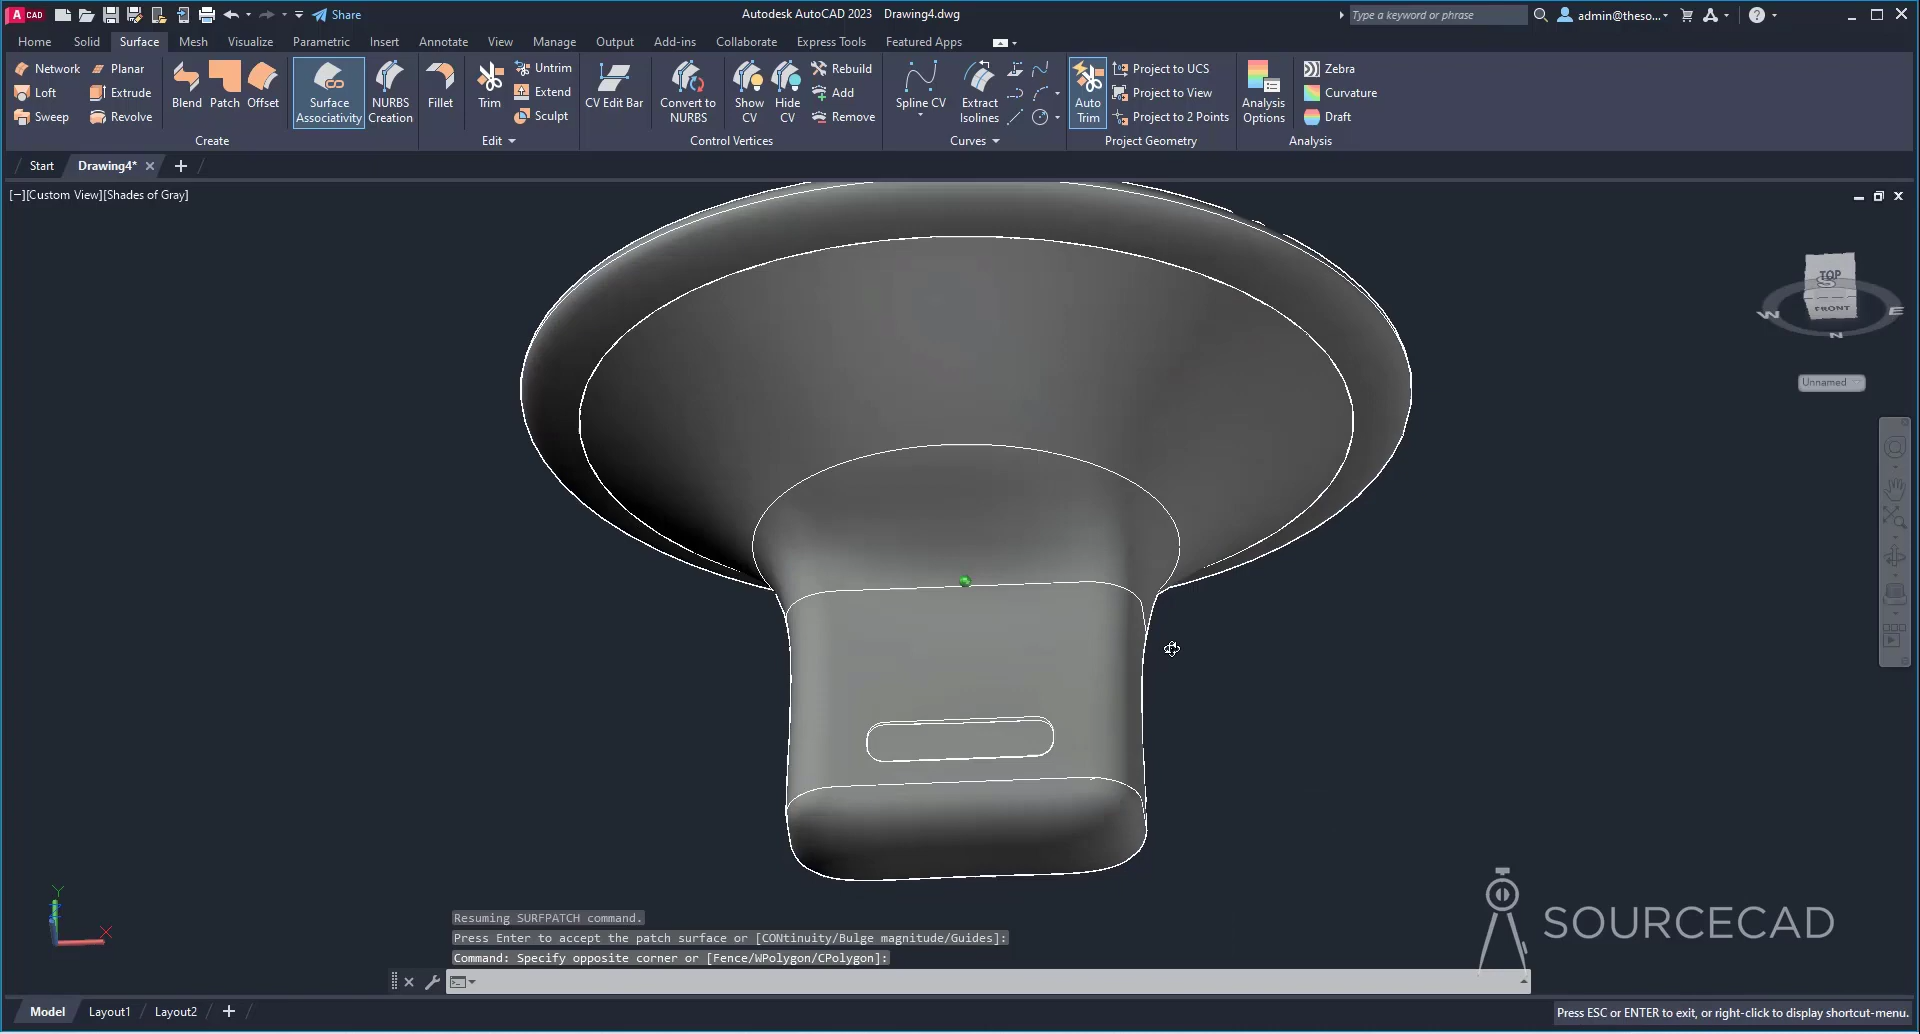 CAD
Share
Autodesk AutoCAD 2023 Drawing4.dwg
Type a keyword or phrase
admin@theso...
Home Solid Surface Mesh Visualize Parametric Insert Annotate View Manage Output Add-ins Collaborate Express Tools Featured Apps
Network Planar
Loft Extrude
Sweep Revolve
Blend Patch Offset
Surface
Associativity
NURBS
Creation
Fillet
Trim
Untrim
Extend
Sculpt
CV Edit Bar
Convert to
NURBS
Show
CV
Hide
CV
Rebuild
Add
Remove
Spline CV
Extract
Isolines
Auto
Trim
Project to UCS
Project to View
Project to 2 Points
Analysis
Options
Zebra
Curvature
Draft
Create Edit Control Vertices Curves Project Geometry Analysis
Start Drawing4*
[−][Custom View][Shades of Gray]
TOP
S
FRONT
W E
N
Unnamed
Y
X
Resuming SURFPATCH command.
Press Enter to accept the patch surface or [CONtinuity/Bulge magnitude/Guides]:
Command: Specify opposite corner or [Fence/WPolygon/CPolygon]:
SOURCECAD
Model Layout1 Layout2
Press ESC or ENTER to exit, or right-click to display shortcut-menu.